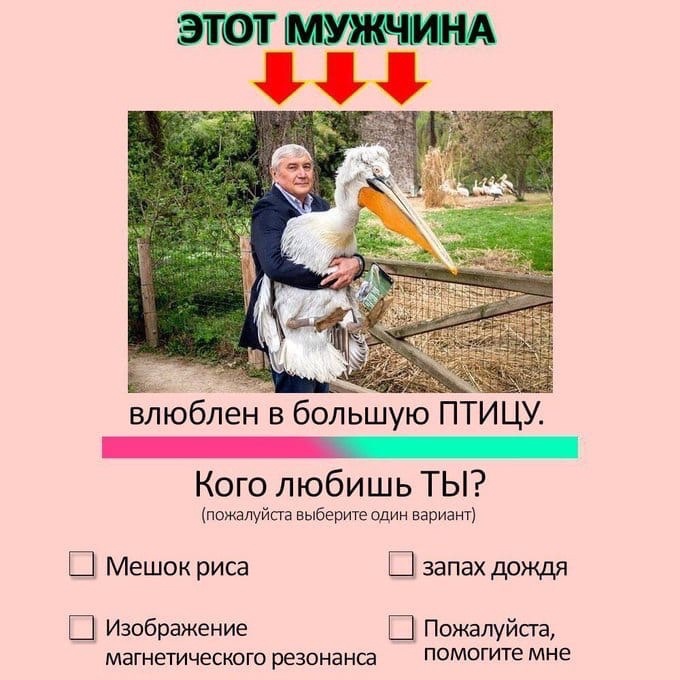 ЭТОТ МУЖЧИНА
влюблен в большую ПТИЦУ.
Кого любишь ТЫ?
(пожалуйста выберите один вариант)
Мешок риса
запах дождя
Изображение
магнетического резонанса
Пожалуйста,
помогите мне